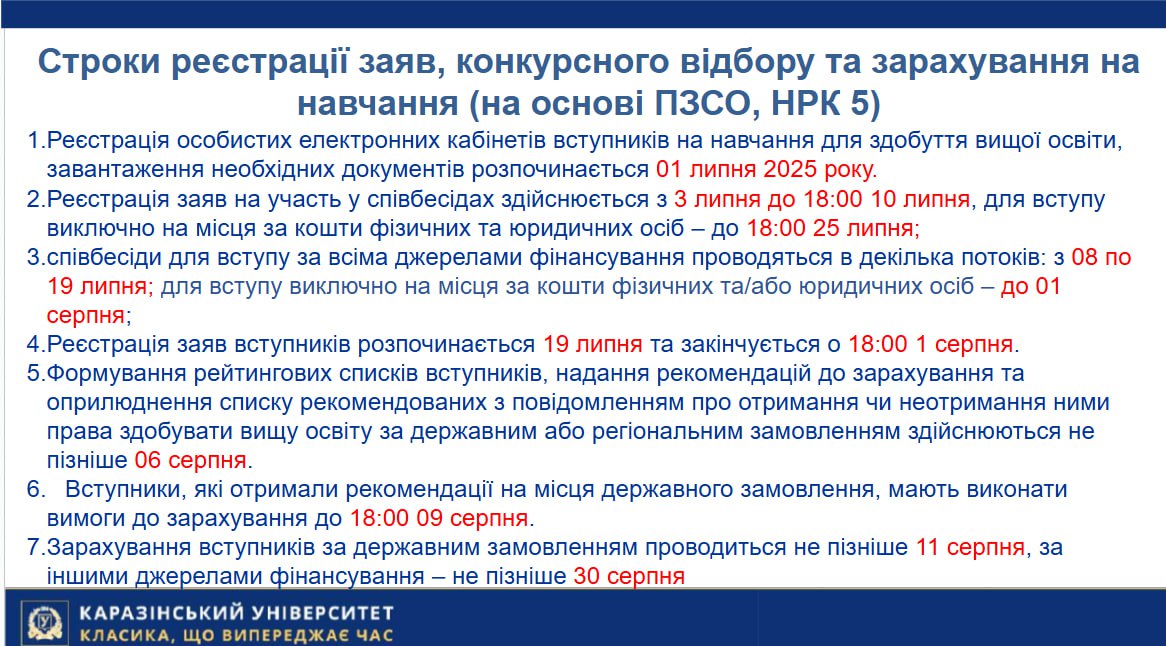 Строки реєстрації заяв, конкурсного відбору та зарахування на
навчання (на основі ПЗСО, НРК 5)
1.Реєстрація особистих електронних кабінетів вступників на навчання для здобуття вищої освіти,
завантаження необхідних документів розпочинається 01 липня 2025 року.
2.Реєстрація заяв на участь у співбесідах здійснюється з 3 липня до 18:00 10 липня, для вступу
виключно на місця за кошти фізичних та юридичних осіб – до 18:00 25 липня;
3.співбесіди для вступу за всіма джерелами фінансування проводяться в декілька потоків: з 08 по
19 липня; для вступу виключно на місця за кошти фізичних та/або юридичних осіб – до 01
серпня;
4.Реєстрація заяв вступників розпочинається 19 липня та закінчується о 18:00 1 серпня.
5.Формування рейтингових списків вступників, надання рекомендацій до зарахування та
оприлюднення списку рекомендованих з повідомленням про отримання чи неотримання ними
права здобувати вищу освіту за державним або регіональним замовленням здійснюються не
пізніше 06 серпня.
6. Вступники, які отримали рекомендації на місця державного замовлення, мають виконати
вимоги до зарахування до 18:00 09 серпня.
7.Зарахування вступників за державним замовленням проводиться не пізніше 11 серпня, за
іншими джерелами фінансування – не пізніше 30 серпня
КАРАЗІНСЬКИЙ УНІВЕРСИТЕТ
КЛАСИКА, ЩО ВИПЕРЕДЖАЄ ЧАС